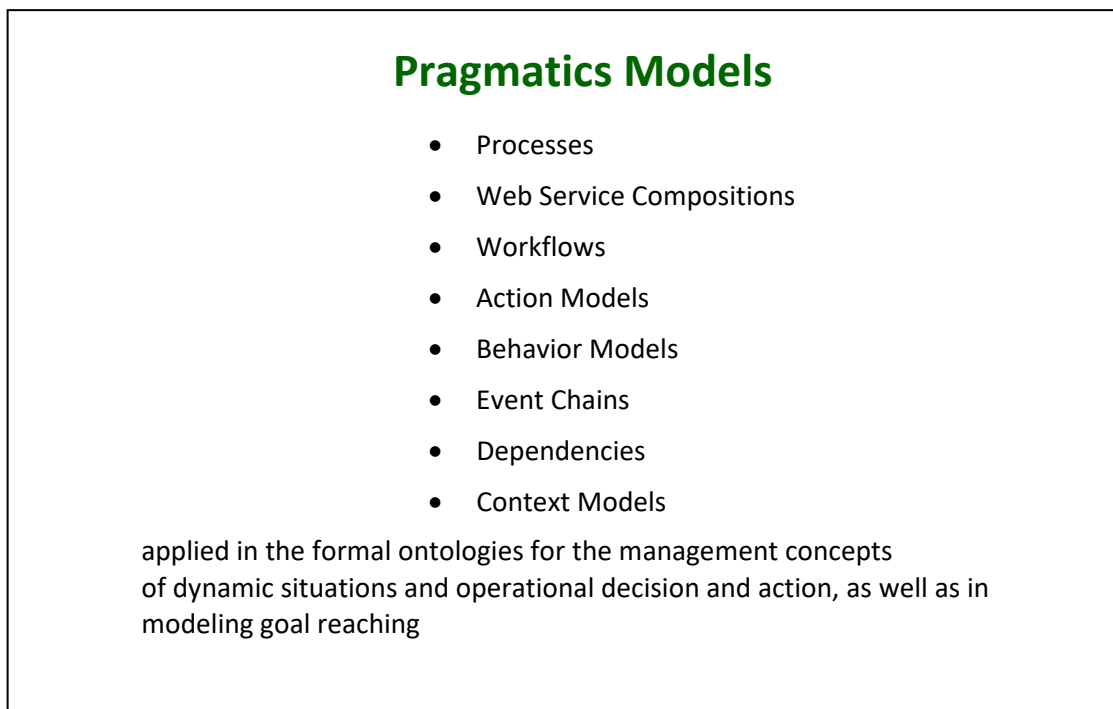 Pragmatics Models
• Processes
• Web Service Compositions
• Workflows
• Action Models
• Behavior Models
• Event Chains
• Dependencies
• Context Models
applied in the formal ontologies for the management concepts
of dynamic situations and operational decision and action, as well as in
modeling goal reaching